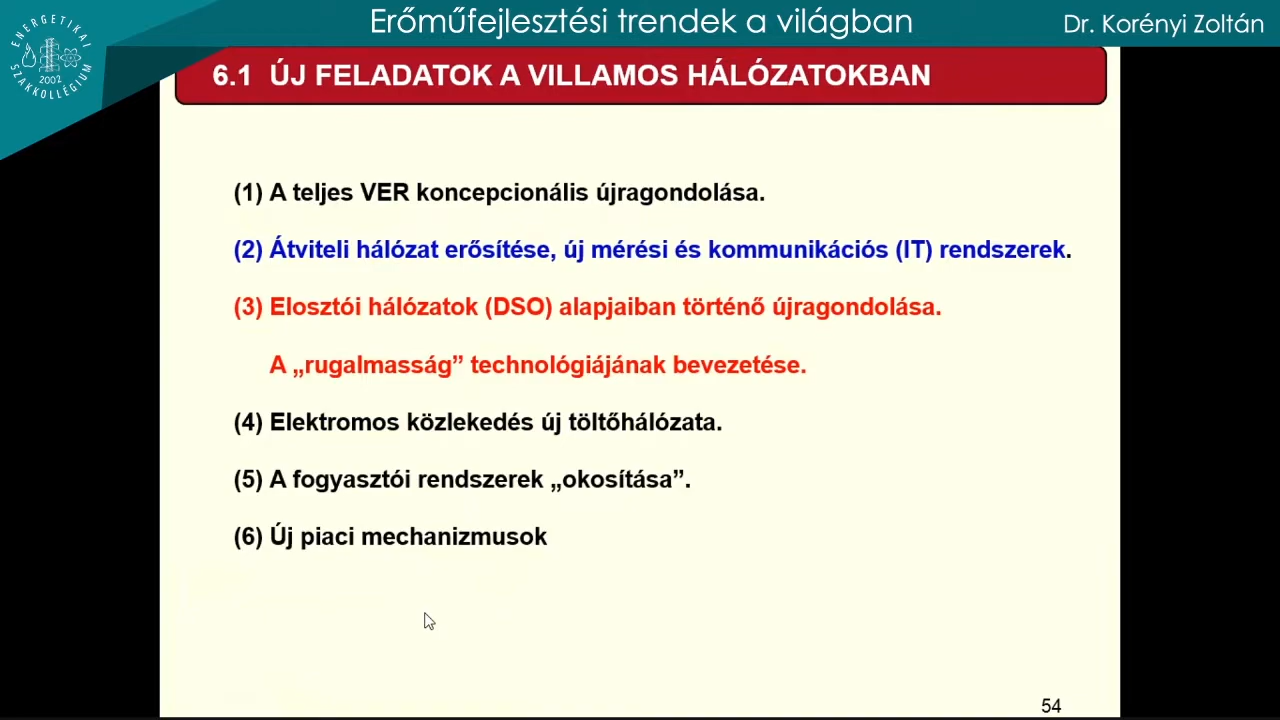 Erőműfejlesztési trendek a világban
Dr. Korényi Zoltán
ENERGETIKAI SZAKKOLLÉGIUM
2002
6.1 ÚJ FELADATOK A VILLAMOS HÁLÓZATOKBAN
(1) A teljes VER koncepcionális újragondolása.
(2) Átviteli hálózat erősítése, új mérési és kommunikációs (IT) rendszerek.
(3) Elosztói hálózatok (DSO) alapjaiban történő újragondolása.
A „rugalmasság” technológiájának bevezetése.
(4) Elektromos közlekedés új töltőhálózata.
(5) A fogyasztói rendszerek „okosítása”.
(6) Új piaci mechanizmusok
54